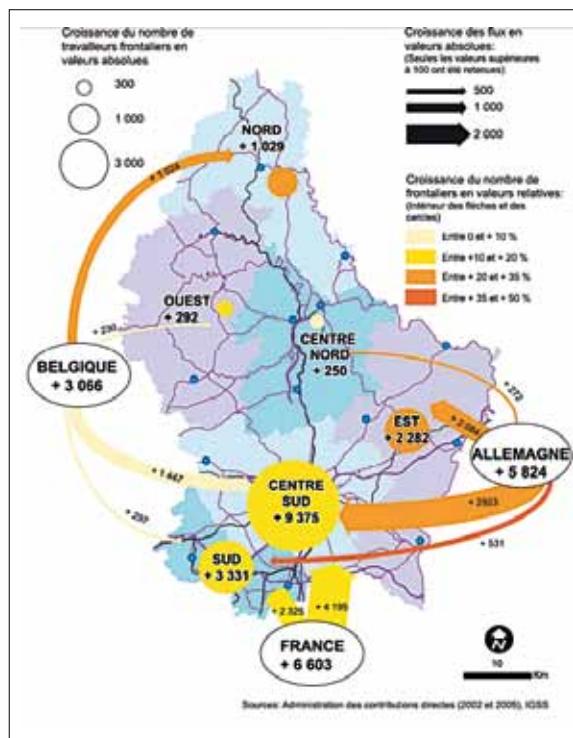 Croissance du nombre de
travailleurs frontaliers en
valeurs absolues
300
1 000
3 000
Croissance des flux en
valeurs absolues:
(Seules les valeurs supérieures
à 100 ont été retenues)
500
1 000
2 000
Croissance du nombre de
frontaliers en valeurs relatives:
(Intérieur des flèches et des
cercles)
Entre 0 et + 10 %
Entre +10 et + 20 %
Entre + 20 et + 35 %
Entre + 35 et + 50 %
NORD
+ 1 029
OUEST
+ 292
+ 230
BELGIQUE
+ 3 066
CENTRE
NORD
+ 250
+ 272
EST
+ 2 282
ALLEMAGNE
+ 5 824
+ 1 647
CENTRE
SUD
+ 9 375
+ 2923
+ 297
+ 531
SUD
+ 3 331
+ 2 325
+ 4 195
FRANCE
+ 6 603
N
10
Km
Sources: Administration des contributions directes (2002 et 2005), IGSS